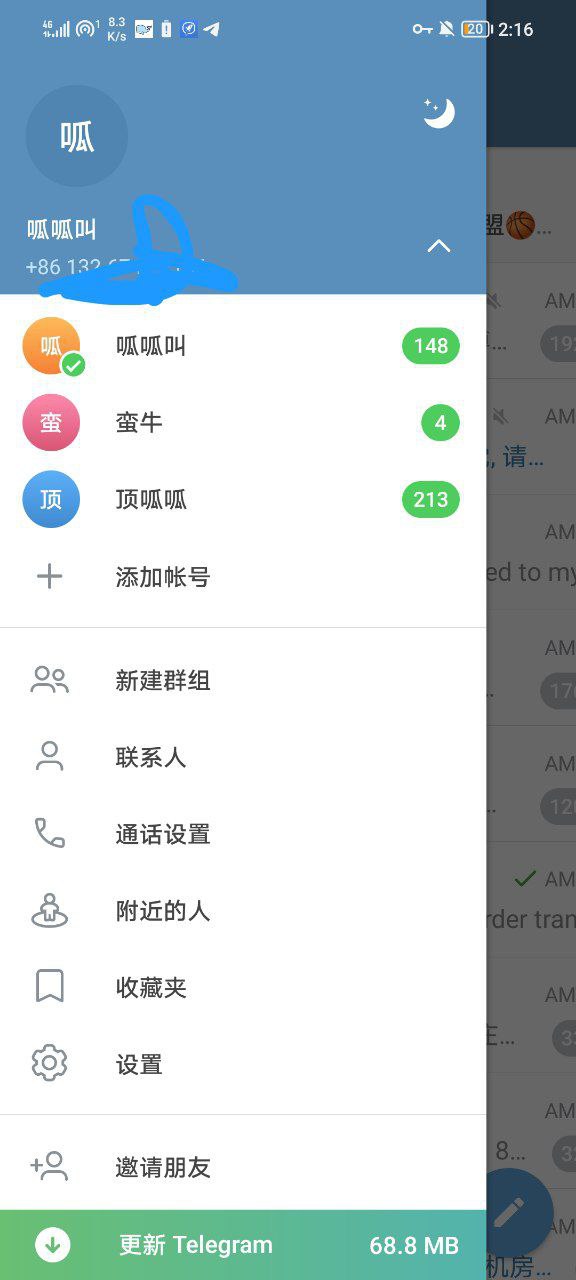 4G 8.3 K/s 20 2:16
呱
呱呱叫
+86 132
呱 呱呱叫 148
蛮 蛮牛 4
顶 顶呱呱 213
添加帐号
新建群组
联系人
通话设置
附近的人
收藏夹
设置
邀请朋友
更新 Telegram 68.8 MB
盟🏀...
AM
AM
请...
AM
ed to my
AM
AM
AM
rder tran
AM
AM
8...
机房...